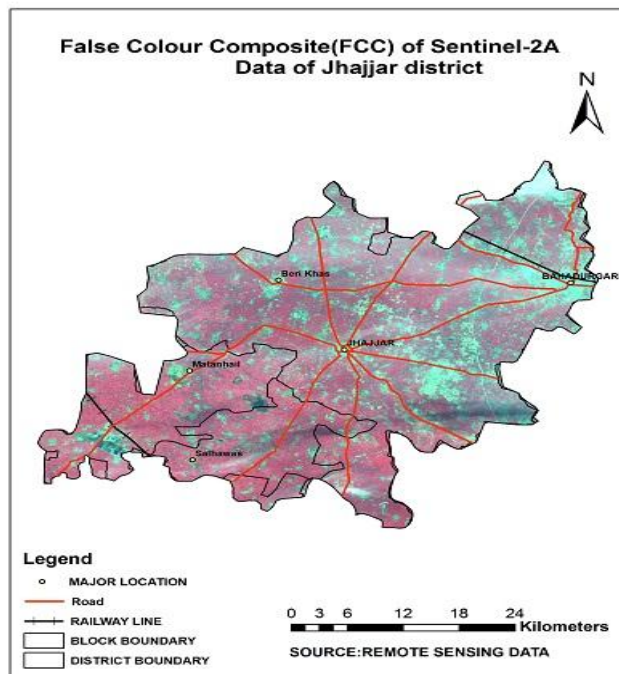 False Colour Composite(FCC) of Sentinel-2A
Data of Jhajjar district
N
Beri Khas
BAHADURGARH
JHAJJAR
Matanhail
Salhawas
Legend
MAJOR LOCATION
Road
RAILWAY LINE
BLOCK BOUNDARY
DISTRICT BOUNDARY
0 3 6 12 18 24
Kilometers
SOURCE:REMOTE SENSING DATA